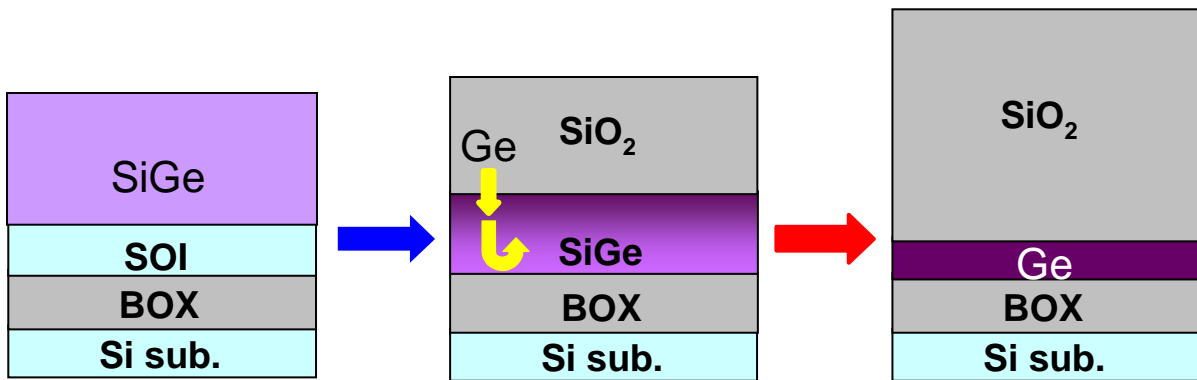 SiGe
SOI
BOX
Si sub.
Ge
SiO₂
SiGe
BOX
Si sub.
SiO₂
Ge
BOX
Si sub.